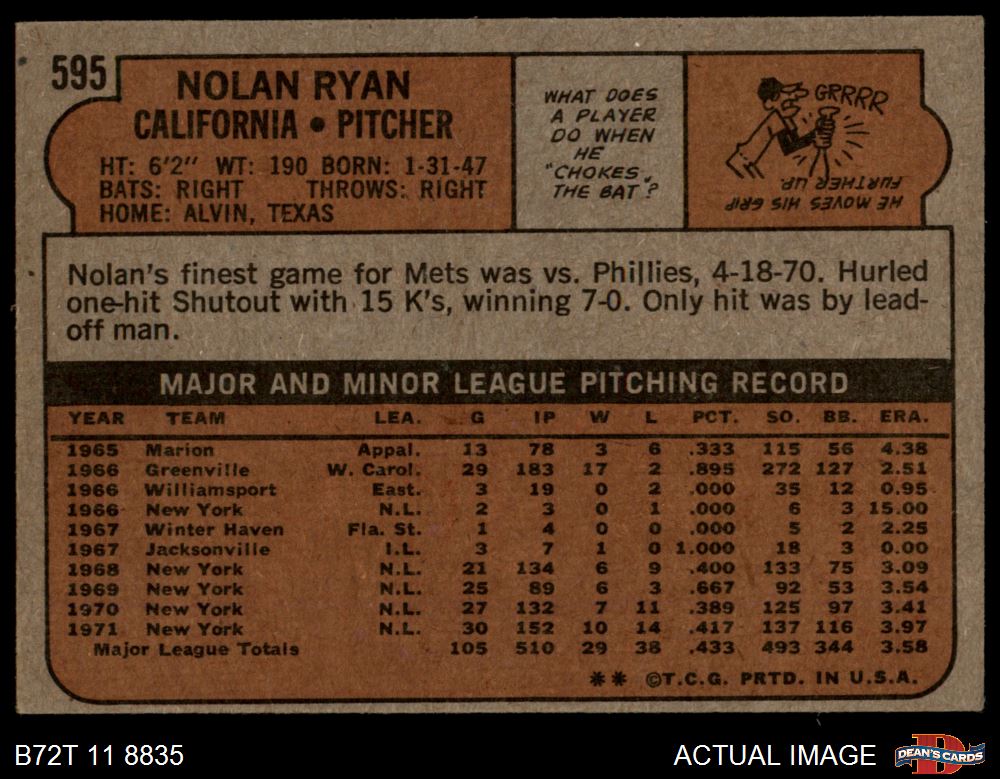 595
NOLAN RYAN
CALIFORNIA • PITCHER
HT: 6'2" WT: 190 BORN: 1-31-47
BATS: RIGHT THROWS: RIGHT
HOME: ALVIN, TEXAS
WHAT DOES
A PLAYER
DO WHEN
HE
"CHOKES
THE BAT"?
GRRRR
HE MOVES HIS GRIP
FURTHER UP
Nolan's finest game for Mets was vs. Phillies, 4-18-70. Hurled
one-hit Shutout with 15 K's, winning 7-0. Only hit was by lead-
off man.
MAJOR AND MINOR LEAGUE PITCHING RECORD
YEAR TEAM LEA. G IP W L PCT. SO. BB. ERA.
1965 Marion Appal. 13 78 3 6 .333 115 56 4.38
1966 Greenville W. Carol. 29 183 17 2 .895 272 127 2.51
1966 Williamsport East. 3 19 0 2 .000 35 12 0.95
1966 New York N.L. 2 3 0 1 .000 6 3 15.00
1967 Winter Haven Fla. St. 1 4 0 0 .000 5 2 2.25
1967 Jacksonville I.L. 3 7 1 0 1.000 18 3 0.00
1968 New York N.L. 21 134 6 9 .400 133 75 3.09
1969 New York N.L. 25 89 6 3 .667 92 53 3.54
1970 New York N.L. 27 132 7 11 .389 125 97 3.41
1971 New York N.L. 30 152 10 14 .417 137 116 3.97
Major League Totals 105 510 29 38 .433 493 344 3.58
** ©T.C.G. PRTD. IN U.S.A.
B72T 11 8835
ACTUAL IMAGE
DEAN'S CARDS